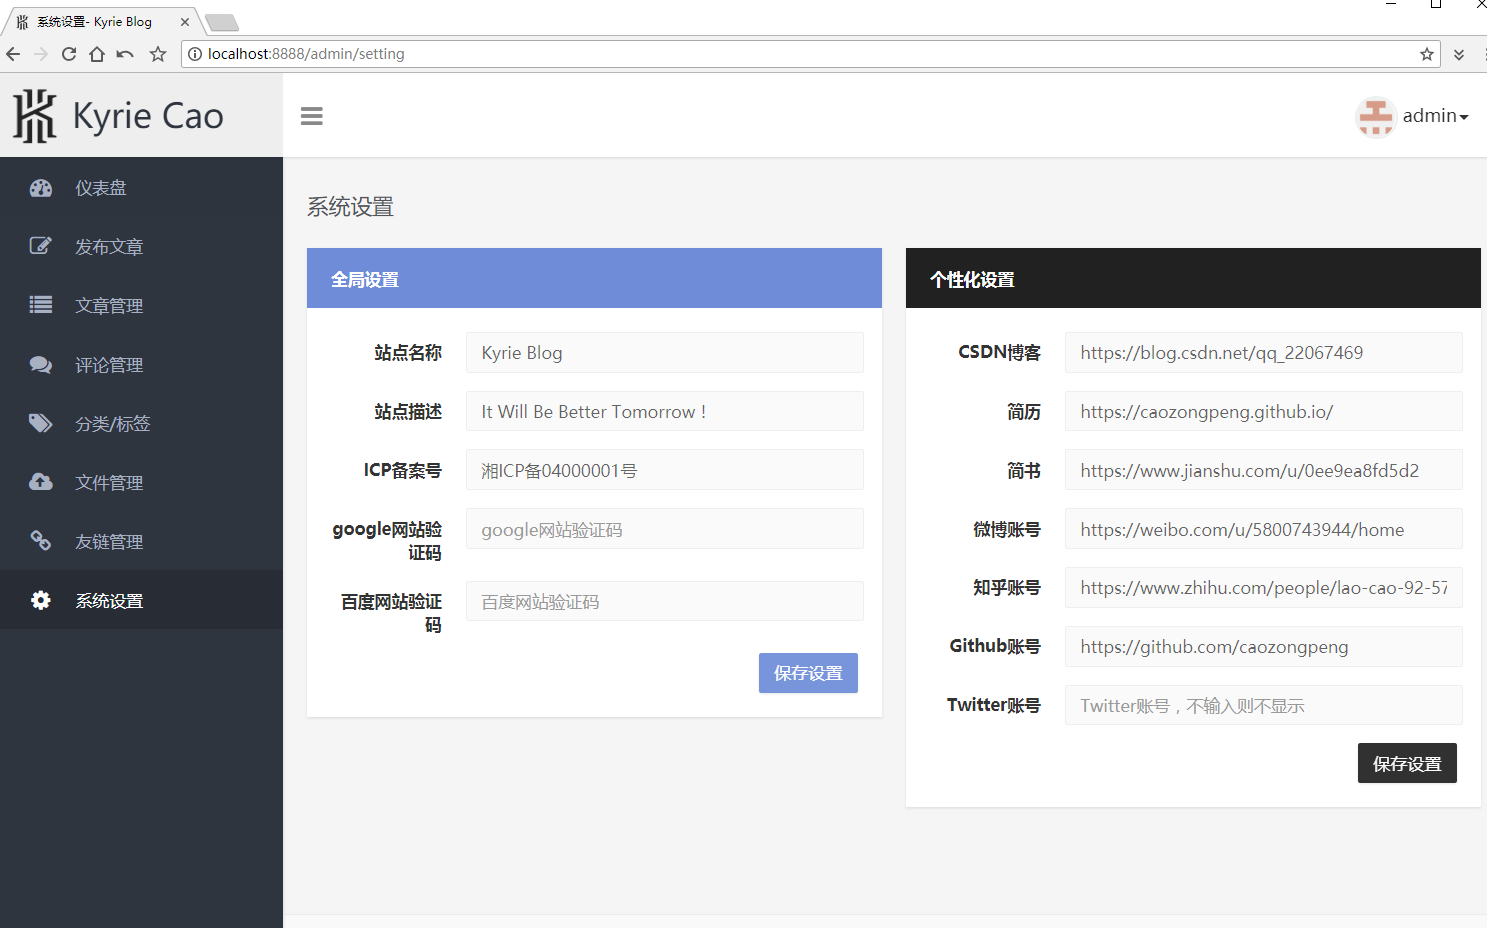 系统设置- Kyrie Blog
localhost:8888/admin/setting
Kyrie Cao
admin
仪表盘
发布文章
文章管理
评论管理
分类/标签
文件管理
友链管理
系统设置
系统设置
全局设置
站点名称 Kyrie Blog
站点描述 It Will Be Better Tomorrow !
ICP备案号 湘ICP备04000001号
google网站验
证码
google网站验证码
百度网站验证
码
百度网站验证码
保存设置
个性化设置
CSDN博客 https://blog.csdn.net/qq_22067469
简历 https://caozongpeng.github.io/
简书 https://www.jianshu.com/u/0ee9ea8fd5d2
微博账号 https://weibo.com/u/5800743944/home
知乎账号 https://www.zhihu.com/people/lao-cao-92-57
Github账号 https://github.com/caozongpeng
Twitter账号 Twitter账号，不输入则不显示
保存设置